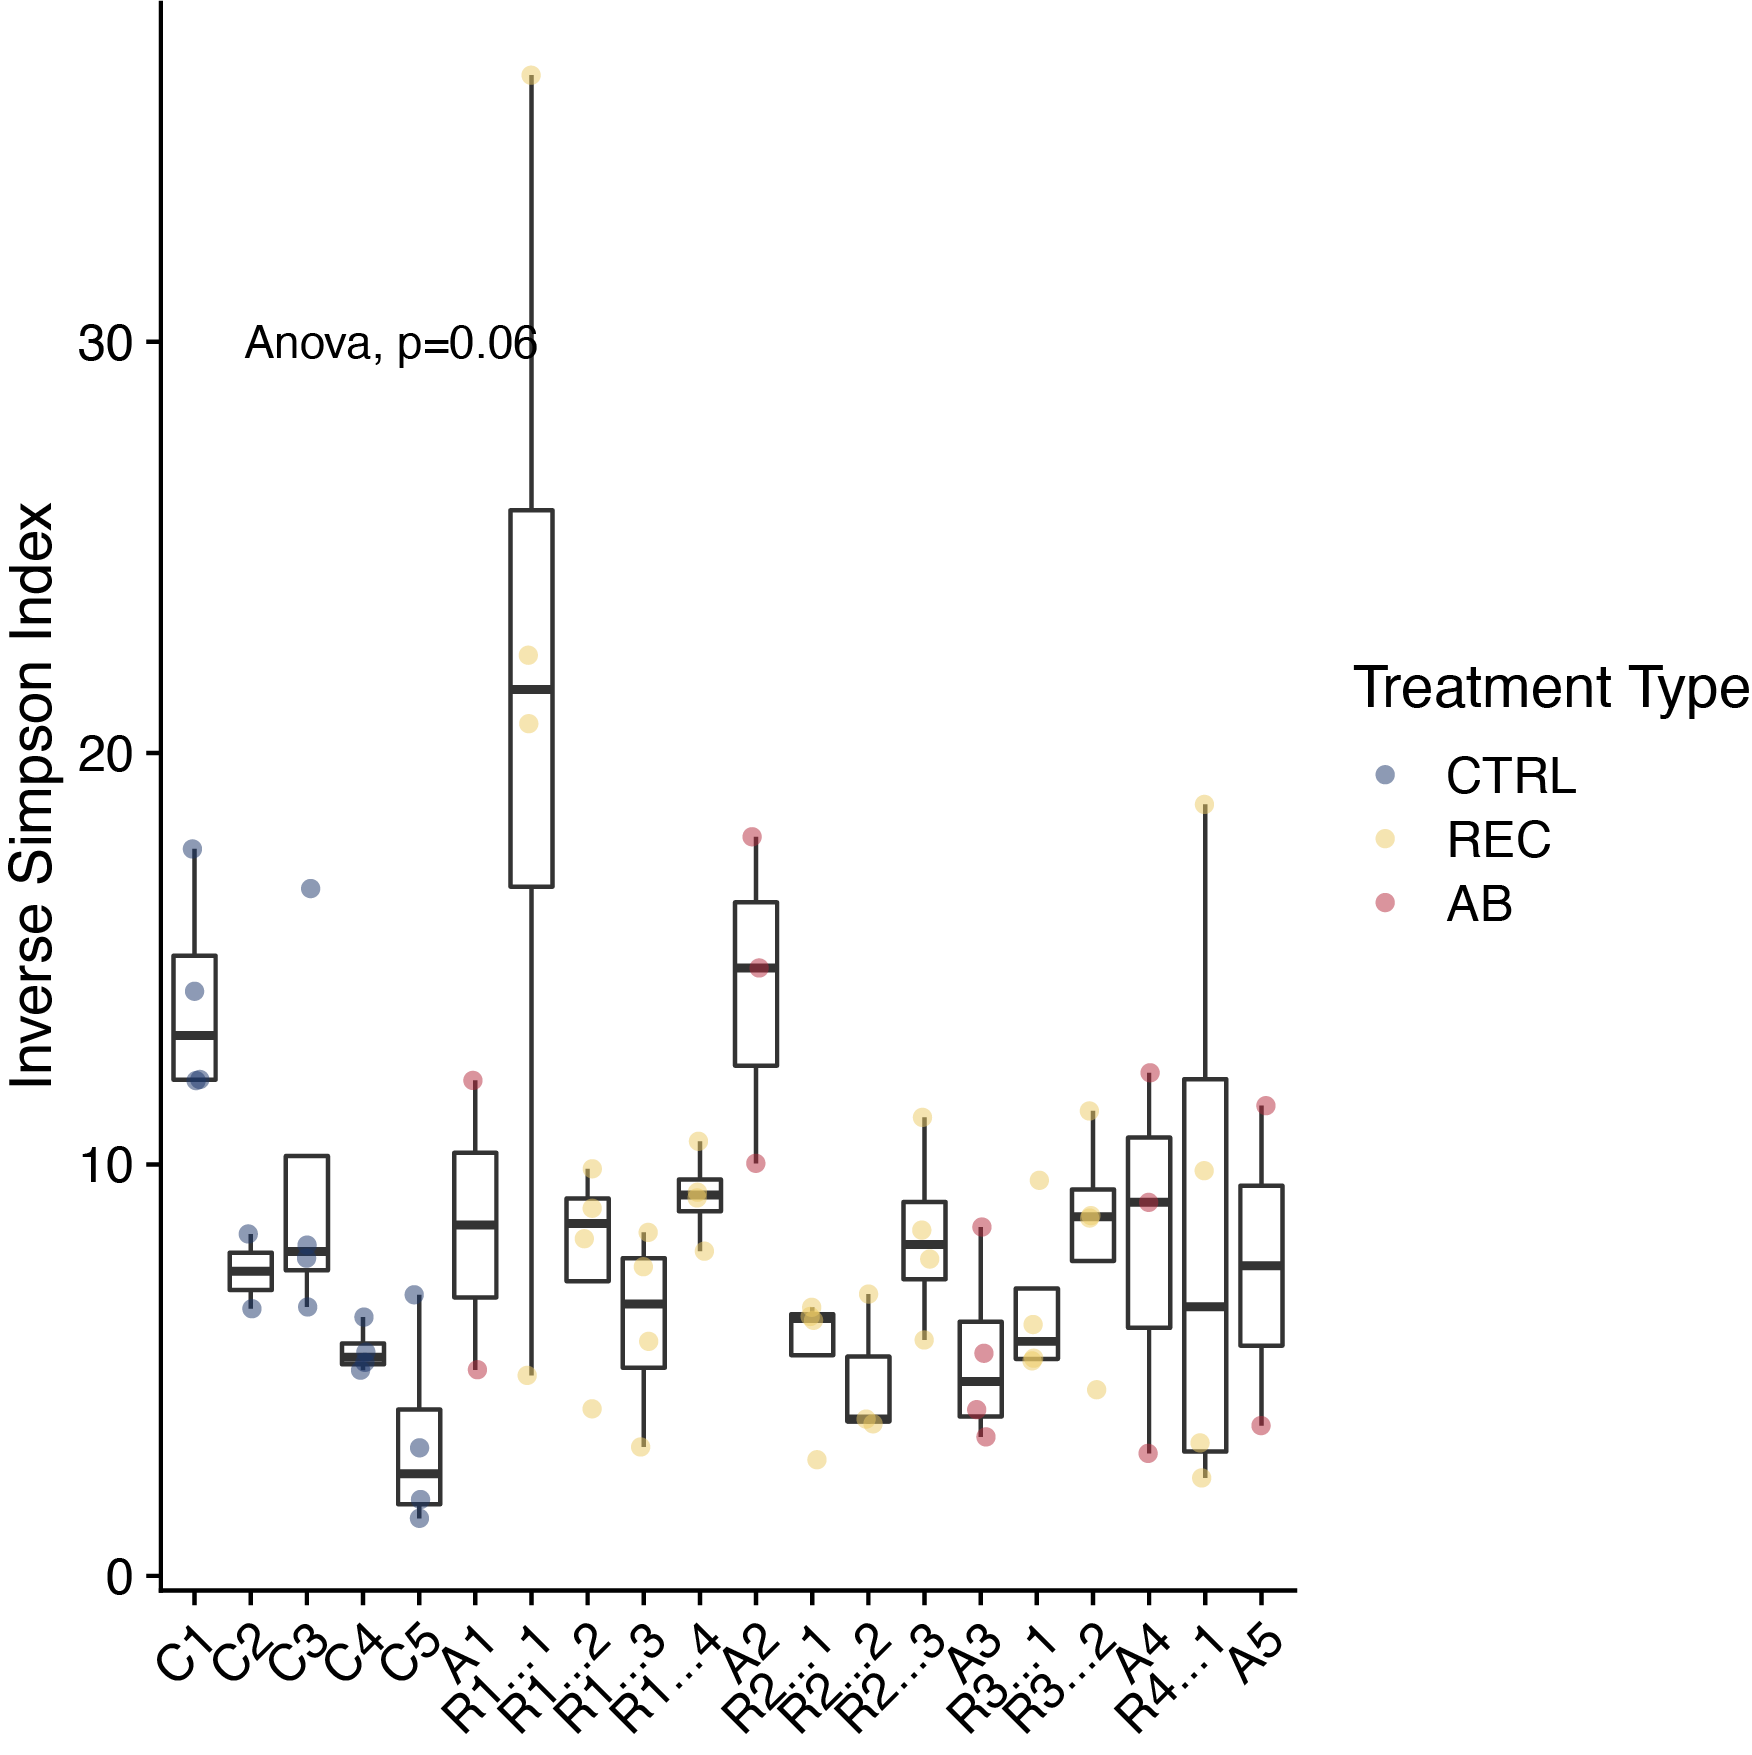 Inverse Simpson Index
30
20
10
0
Anova, p=0.06
C1
C2
C3
C4
C5
A1
R1...1
R1...2
R1...3
R1...4
A2
R2...1
R2...2
R2...3
A3
R3...1
R3...2
A4
R4...1
A5
Treatment Type
CTRL
REC
AB